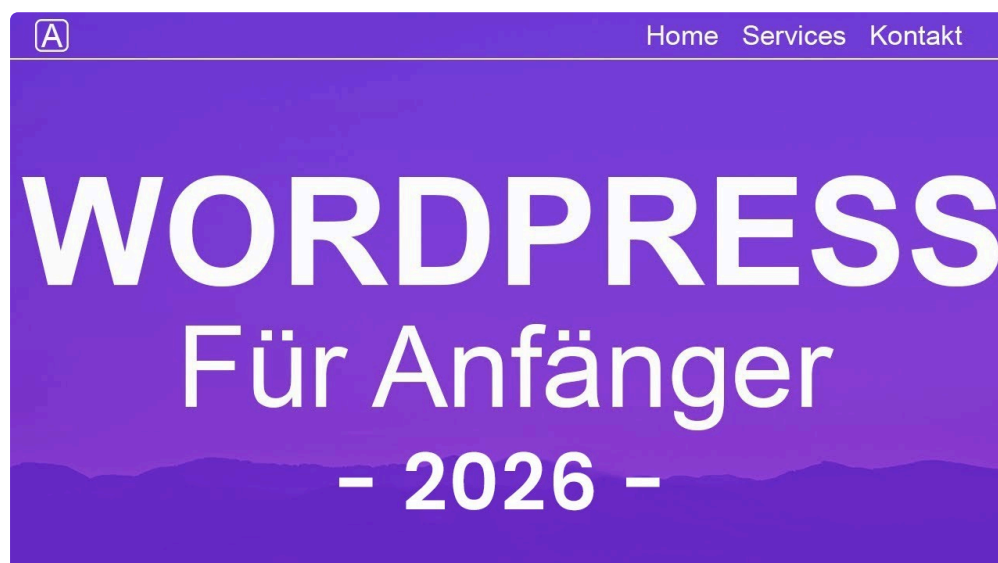 A
Home Services Kontakt
WORDPRESS
Für Anfänger
- 2026 -